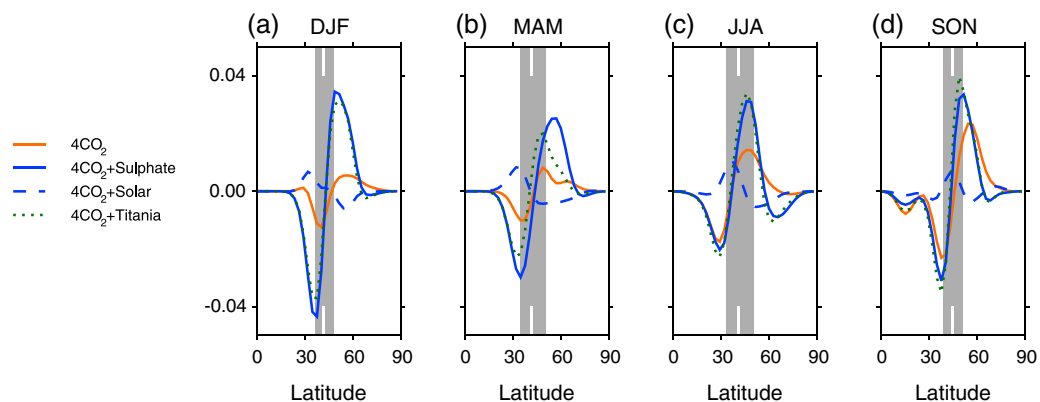 (a) (b) (c) (d)
DJF MAM JJA SON
0.04
0.00
-0.04
4CO₂
4CO₂+Sulphate
4CO₂+Solar
4CO₂+Titania
0 30 60 90 0 30 60 90 0 30 60 90 0 30 60 90
Latitude Latitude Latitude Latitude